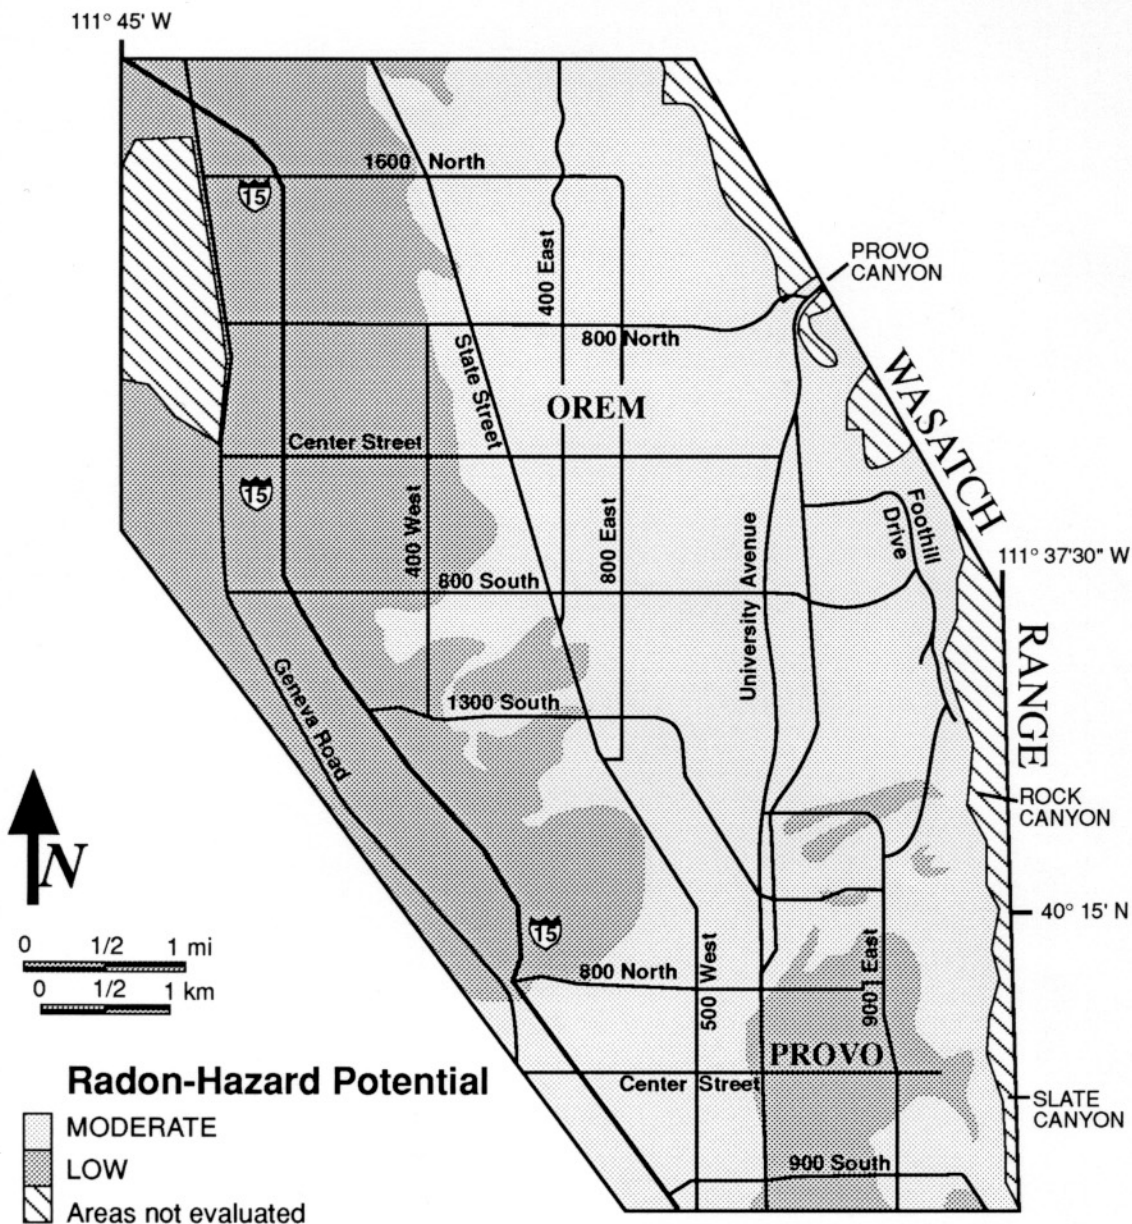 111° 45' W
1600 North
15
400 East
PROVO
CANYON
800 North
State Street
OREM
WASATCH
Center Street
15
400 West
800 East
University Avenue
Foothill
Drive
111° 37'30" W
800 South
RANGE
Geneva Road
1300 South
ROCK
CANYON
N
40° 15' N
15
0 1/2 1 mi
800 North
500 West
900 East
0 1/2 1 km
PROVO
Radon-Hazard Potential
Center Street
SLATE
CANYON
MODERATE
LOW
900 South
Areas not evaluated